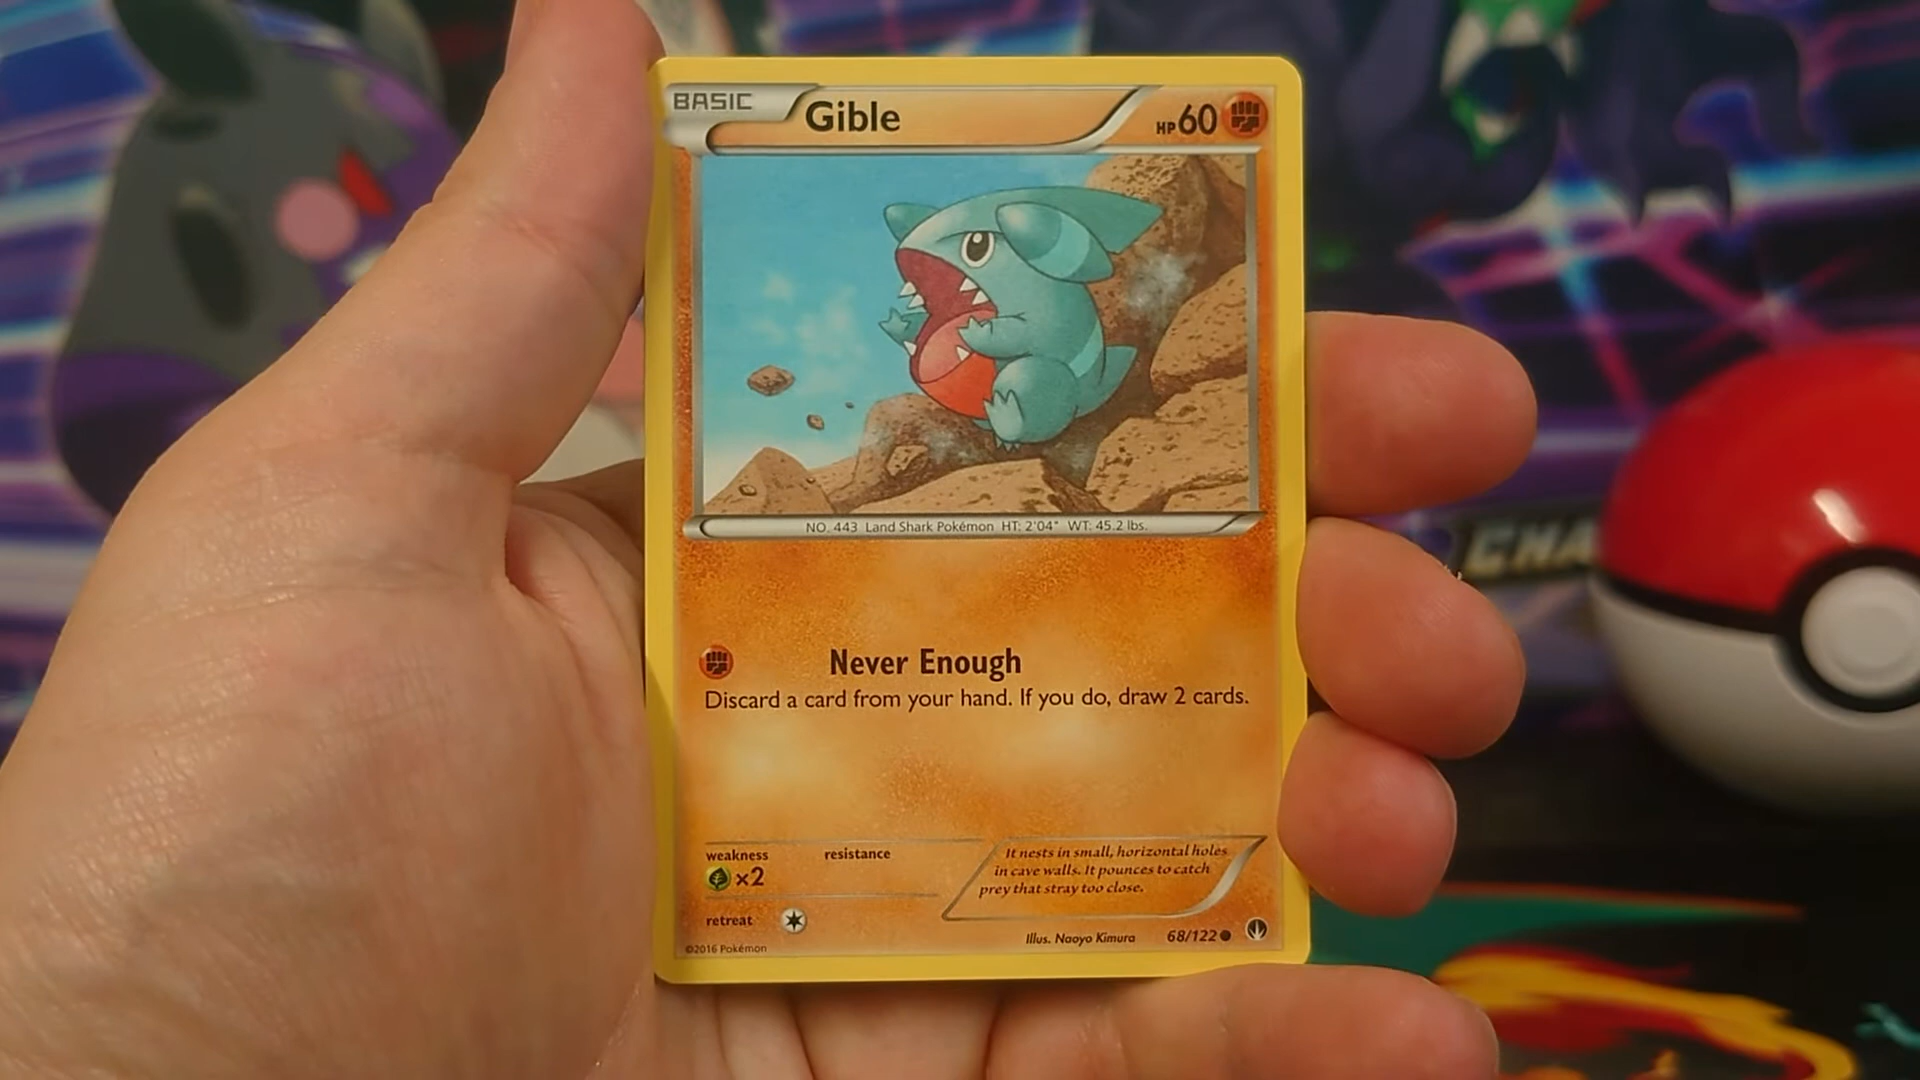 BASIC
Gible
HP60
NO. 443 Land Shark Pokémon HT: 2'04" WT: 45.2 lbs.
Never Enough
Discard a card from your hand. If you do, draw 2 cards.
weakness
resistance
×2
It nests in small, horizontal holes
in cave walls. It pounces to catch
prey that stray too close.
retreat
Illus. Naoyo Kimura
68/122
©2016 Pokémon
CHA